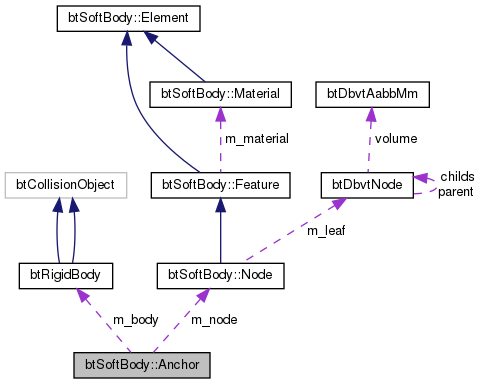 btSoftBody::Element
btSoftBody::Material
btDbvtAabbMm
m_material
volume
btCollisionObject
btSoftBody::Feature
btDbvtNode
childs
parent
m_leaf
btRigidBody
btSoftBody::Node
m_body
m_node
btSoftBody::Anchor